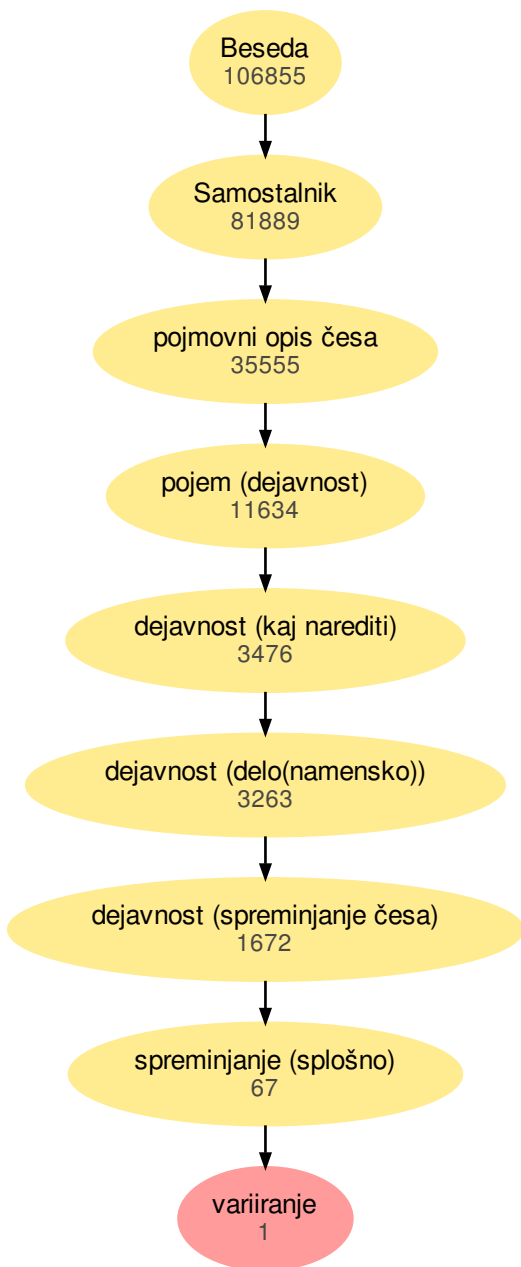 Beseda
106855
Samostalnik
81889
pojmovni opis česa
35555
pojem (dejavnost)
11634
dejavnost (kaj narediti)
3476
dejavnost (delo(namensko))
3263
dejavnost (spreminjanje česa)
1672
spreminjanje (splošno)
67
variiranje
1